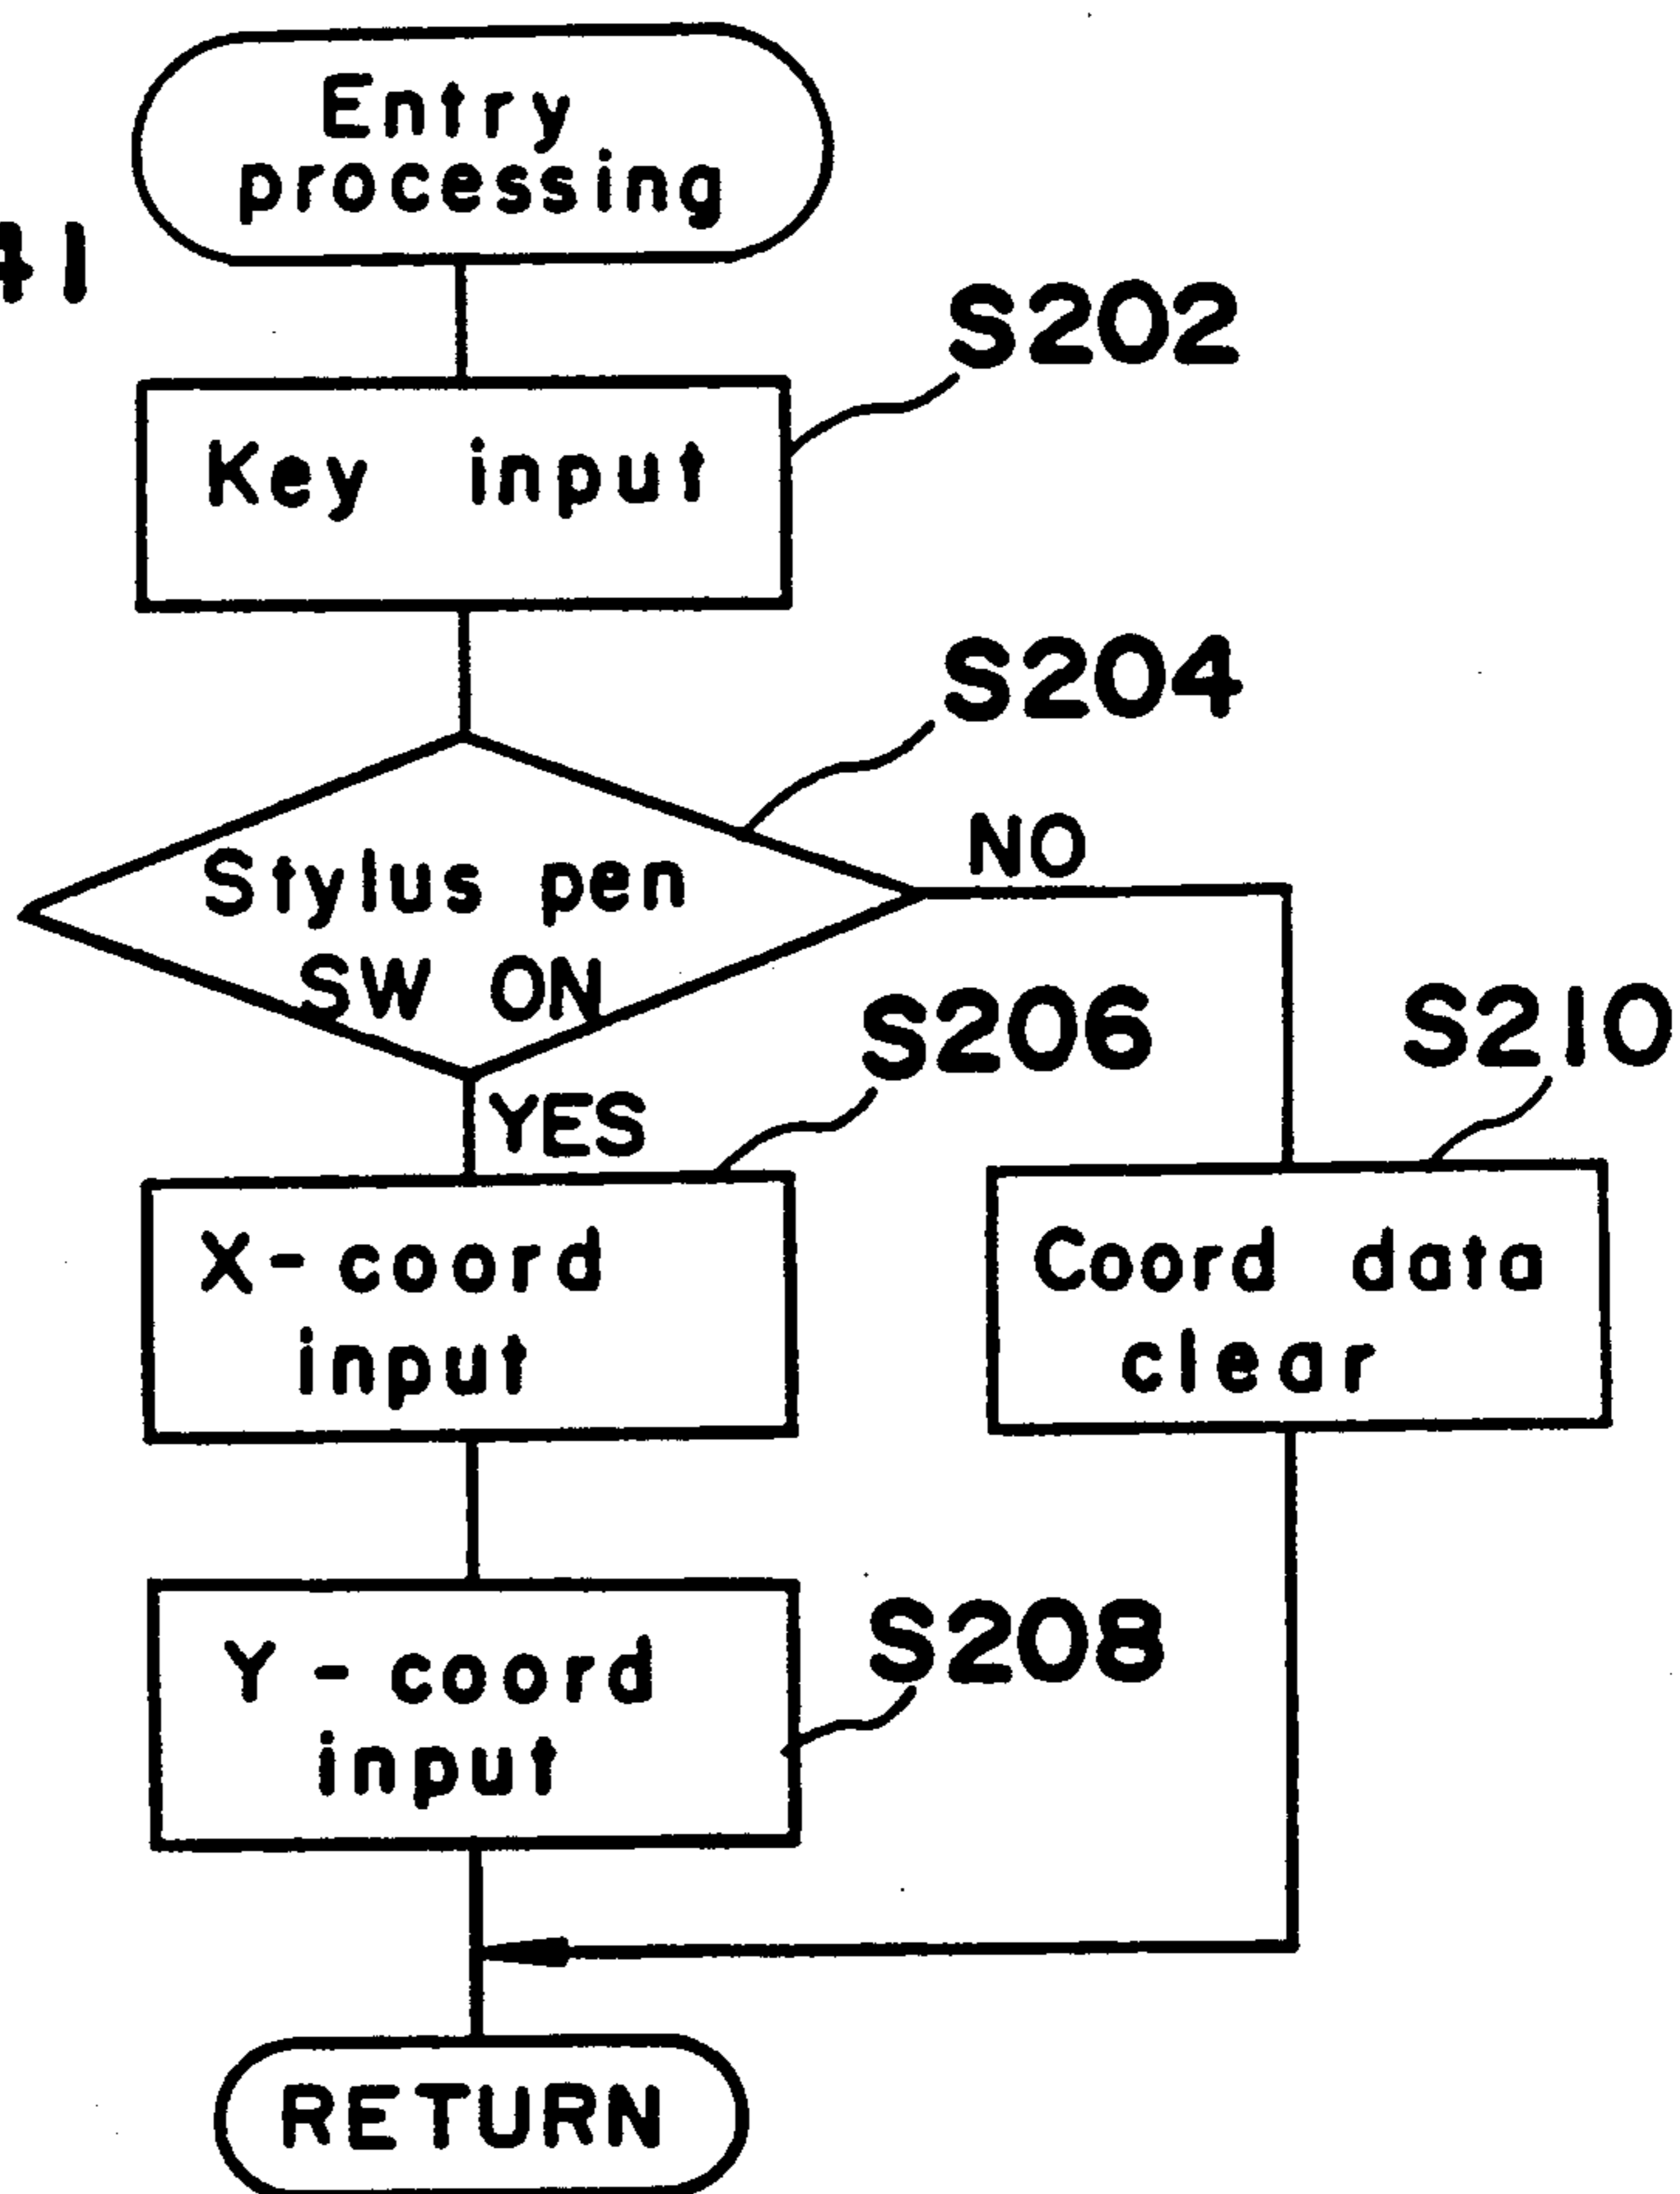 Entry
processing
41
S202
Key input
S204
Stylus pen
SW ON
NO
YES
S206
S210
X-coord
input
Coord data
clear
S208
Y-coord
input
RETURN